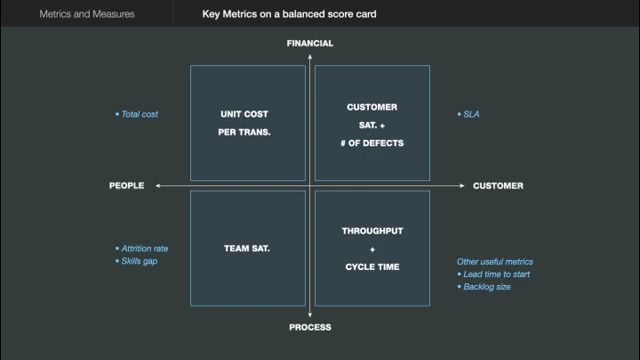 Metrics and Measures
Key Metrics on a balanced score card
FINANCIAL
• Total cost
UNIT COST
PER TRANS.
CUSTOMER
SAT. +
# OF DEFECTS
• SLA
PEOPLE
CUSTOMER
• Attrition rate
• Skills gap
TEAM SAT.
THROUGHPUT
+
CYCLE TIME
Other useful metrics
• Lead time to start
• Backlog size
PROCESS